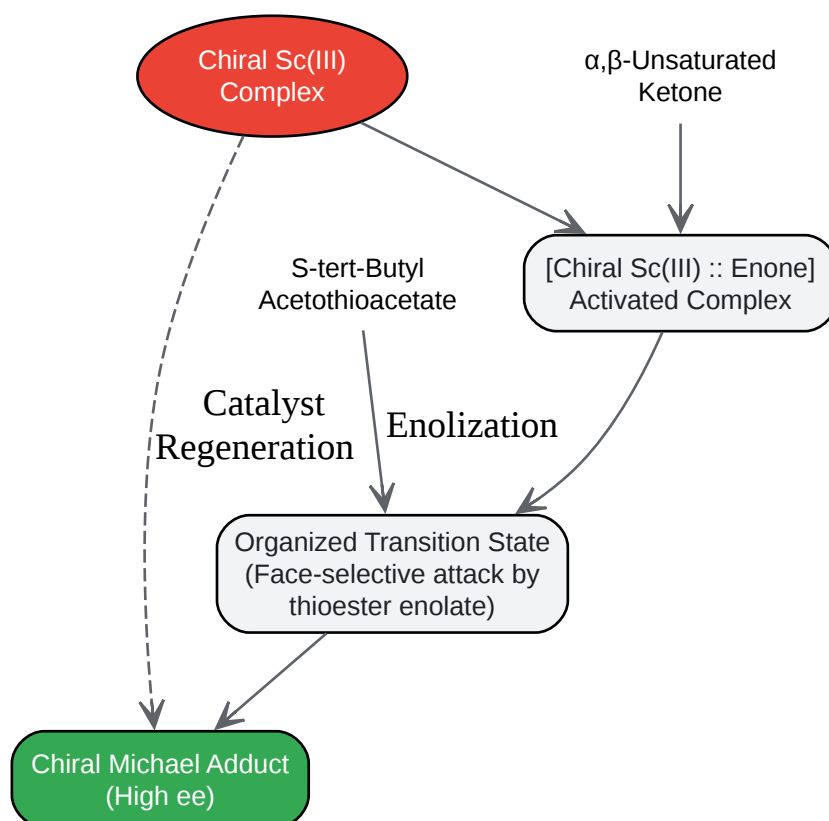 Chiral Sc(III)
Complex
α,β-Unsaturated
Ketone
[Chiral Sc(III) :: Enone]
Activated Complex
S-tert-Butyl
Acetothioacetate
Catalyst
Regeneration
Enolization
Organized Transition State
(Face-selective attack by
thioester enolate)
Chiral Michael Adduct
(High ee)